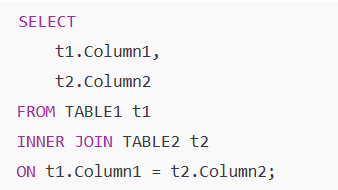 SELECT
    t1.Column1,
    t2.Column2
FROM TABLE1 t1
INNER JOIN TABLE2 t2
ON t1.Column1 = t2.Column2;